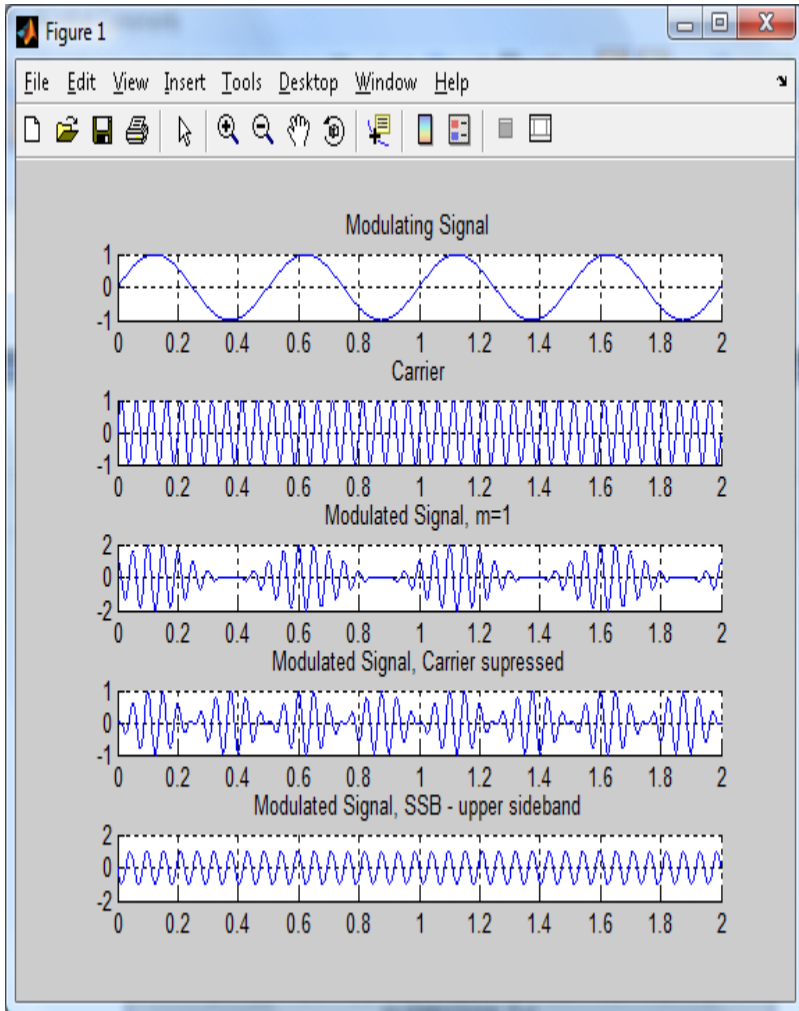 Figure 1
File Edit View Insert Tools Desktop Window Help
Modulating Signal
1
0
-1
0 0.2 0.4 0.6 0.8 1 1.2 1.4 1.6 1.8 2
Carrier
1
0
-1
0 0.2 0.4 0.6 0.8 1 1.2 1.4 1.6 1.8 2
Modulated Signal, m=1
2
0
-2
0 0.2 0.4 0.6 0.8 1 1.2 1.4 1.6 1.8 2
Modulated Signal, Carrier supressed
1
0
-1
0 0.2 0.4 0.6 0.8 1 1.2 1.4 1.6 1.8 2
Modulated Signal, SSB - upper sideband
2
0
-2
0 0.2 0.4 0.6 0.8 1 1.2 1.4 1.6 1.8 2